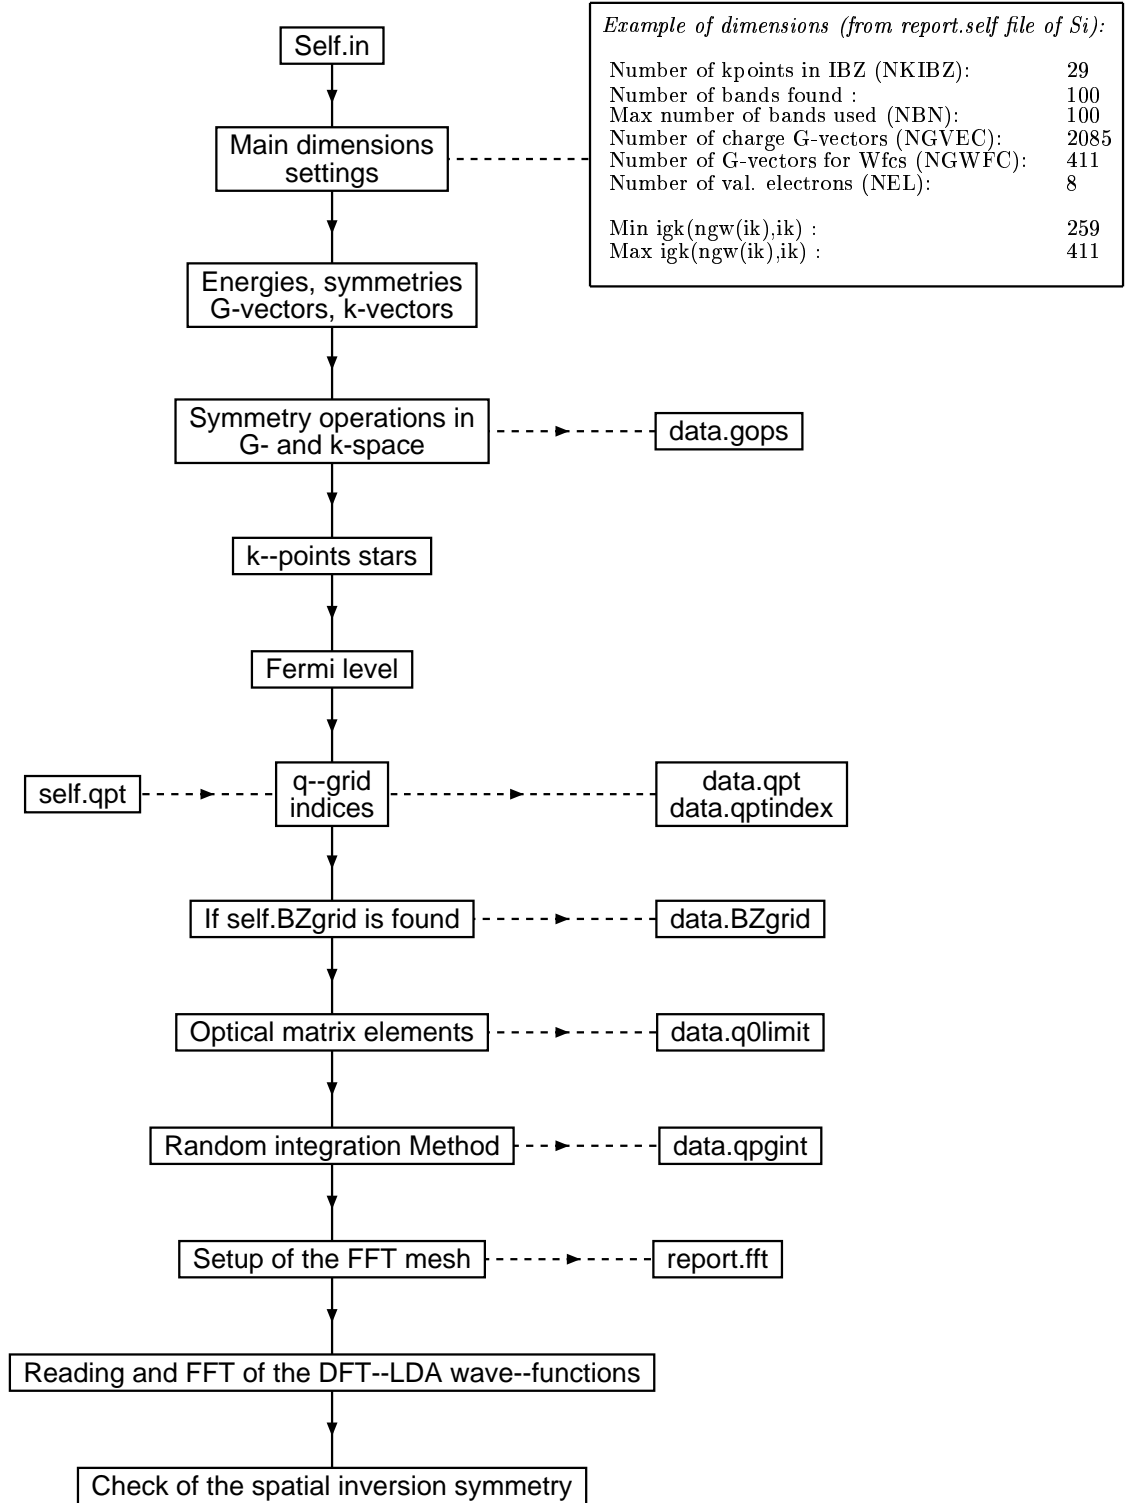 Self.in
Example of dimensions (from report.self file of Si):
Number of kpoints in IBZ (NKIBZ): 29
Number of bands found : 100
Max number of bands used (NBN): 100
Number of charge G-vectors (NGVEC): 2085
Number of G-vectors for Wfcs (NGWFC): 411
Number of val. electrons (NEL): 8
Min igk(ngw(ik),ik) : 259
Max igk(ngw(ik),ik) : 411
Main dimensions
settings
Energies, symmetries
G-vectors, k-vectors
Symmetry operations in
G- and k-space
data.gops
k--points stars
Fermi level
self.qpt
q--grid
indices
data.qpt
data.qptindex
If self.BZgrid is found
data.BZgrid
Optical matrix elements
data.q0limit
Random integration Method
data.qpgint
Setup of the FFT mesh
report.fft
Reading and FFT of the DFT--LDA wave--functions
Check of the spatial inversion symmetry